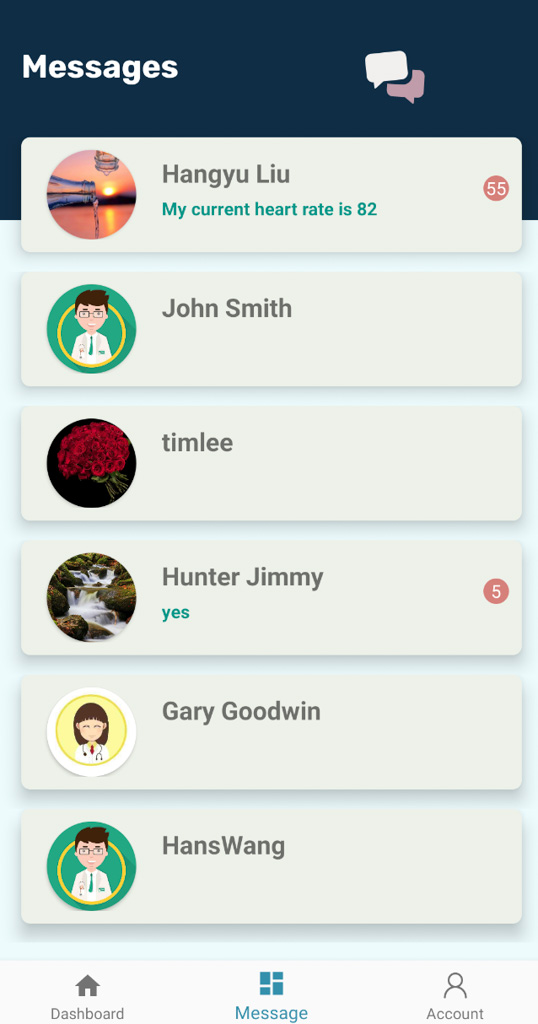 Messages
Hangyu Liu
My current heart rate is 82
55
John Smith
timlee
Hunter Jimmy
yes
5
Gary Goodwin
HansWang
Dashboard
Message
Account